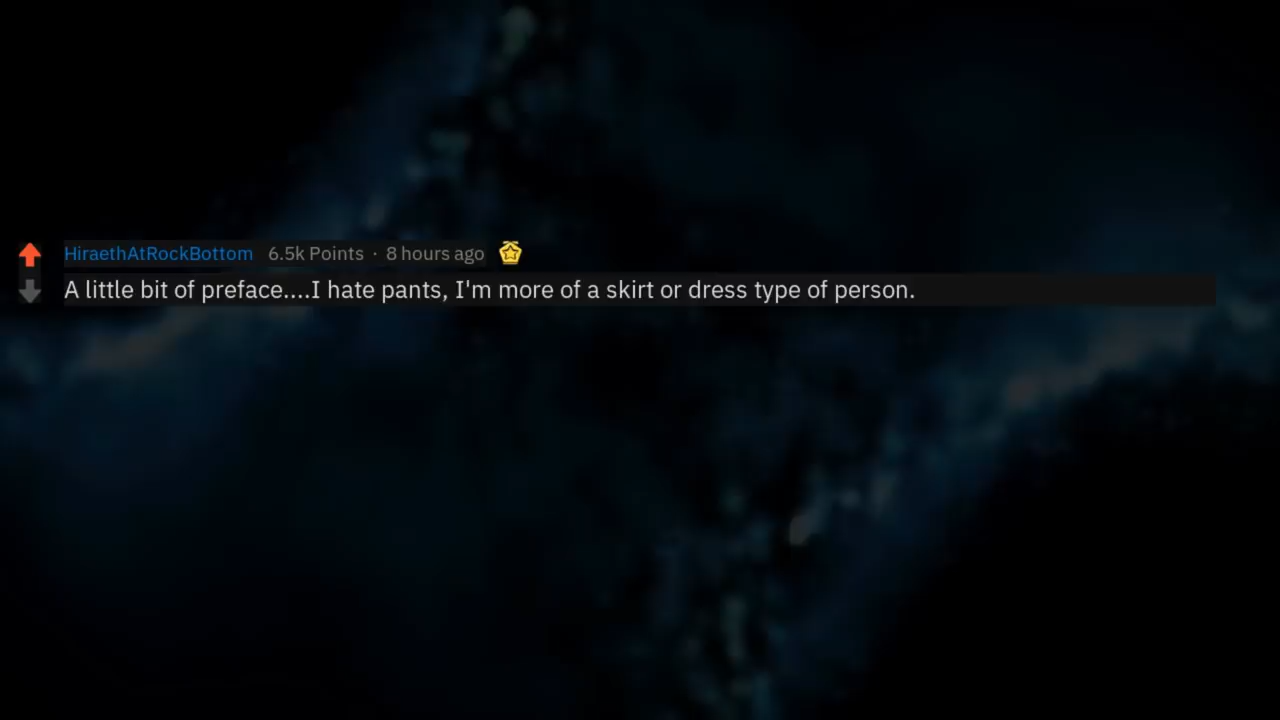 HiraethAtRockBottom 6.5k Points · 8 hours ago
A little bit of preface....I hate pants, I'm more of a skirt or dress type of person.